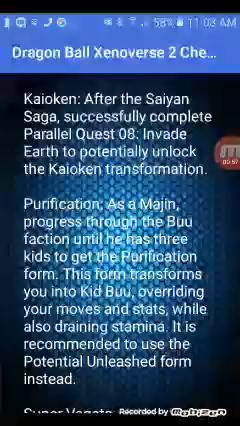 58% 11:03 AM
Dragon Ball Xenoverse 2 Che...
Kaioken: After the Saiyan
Saga, successfully complete
Parallel Quest 08: Invade
Earth to potentially unlock
the Kaioken transformation.
00:57
Purification: As a Majin,
progress through the Buu
faction until he has three
kids to get the Purification
form. This form transforms
you into Kid Buu, overriding
your moves and stats, while
also draining stamina. It is
recommended to use the
Potential Unleashed form
instead.
Super Vegeta
Recorded by Mobizen